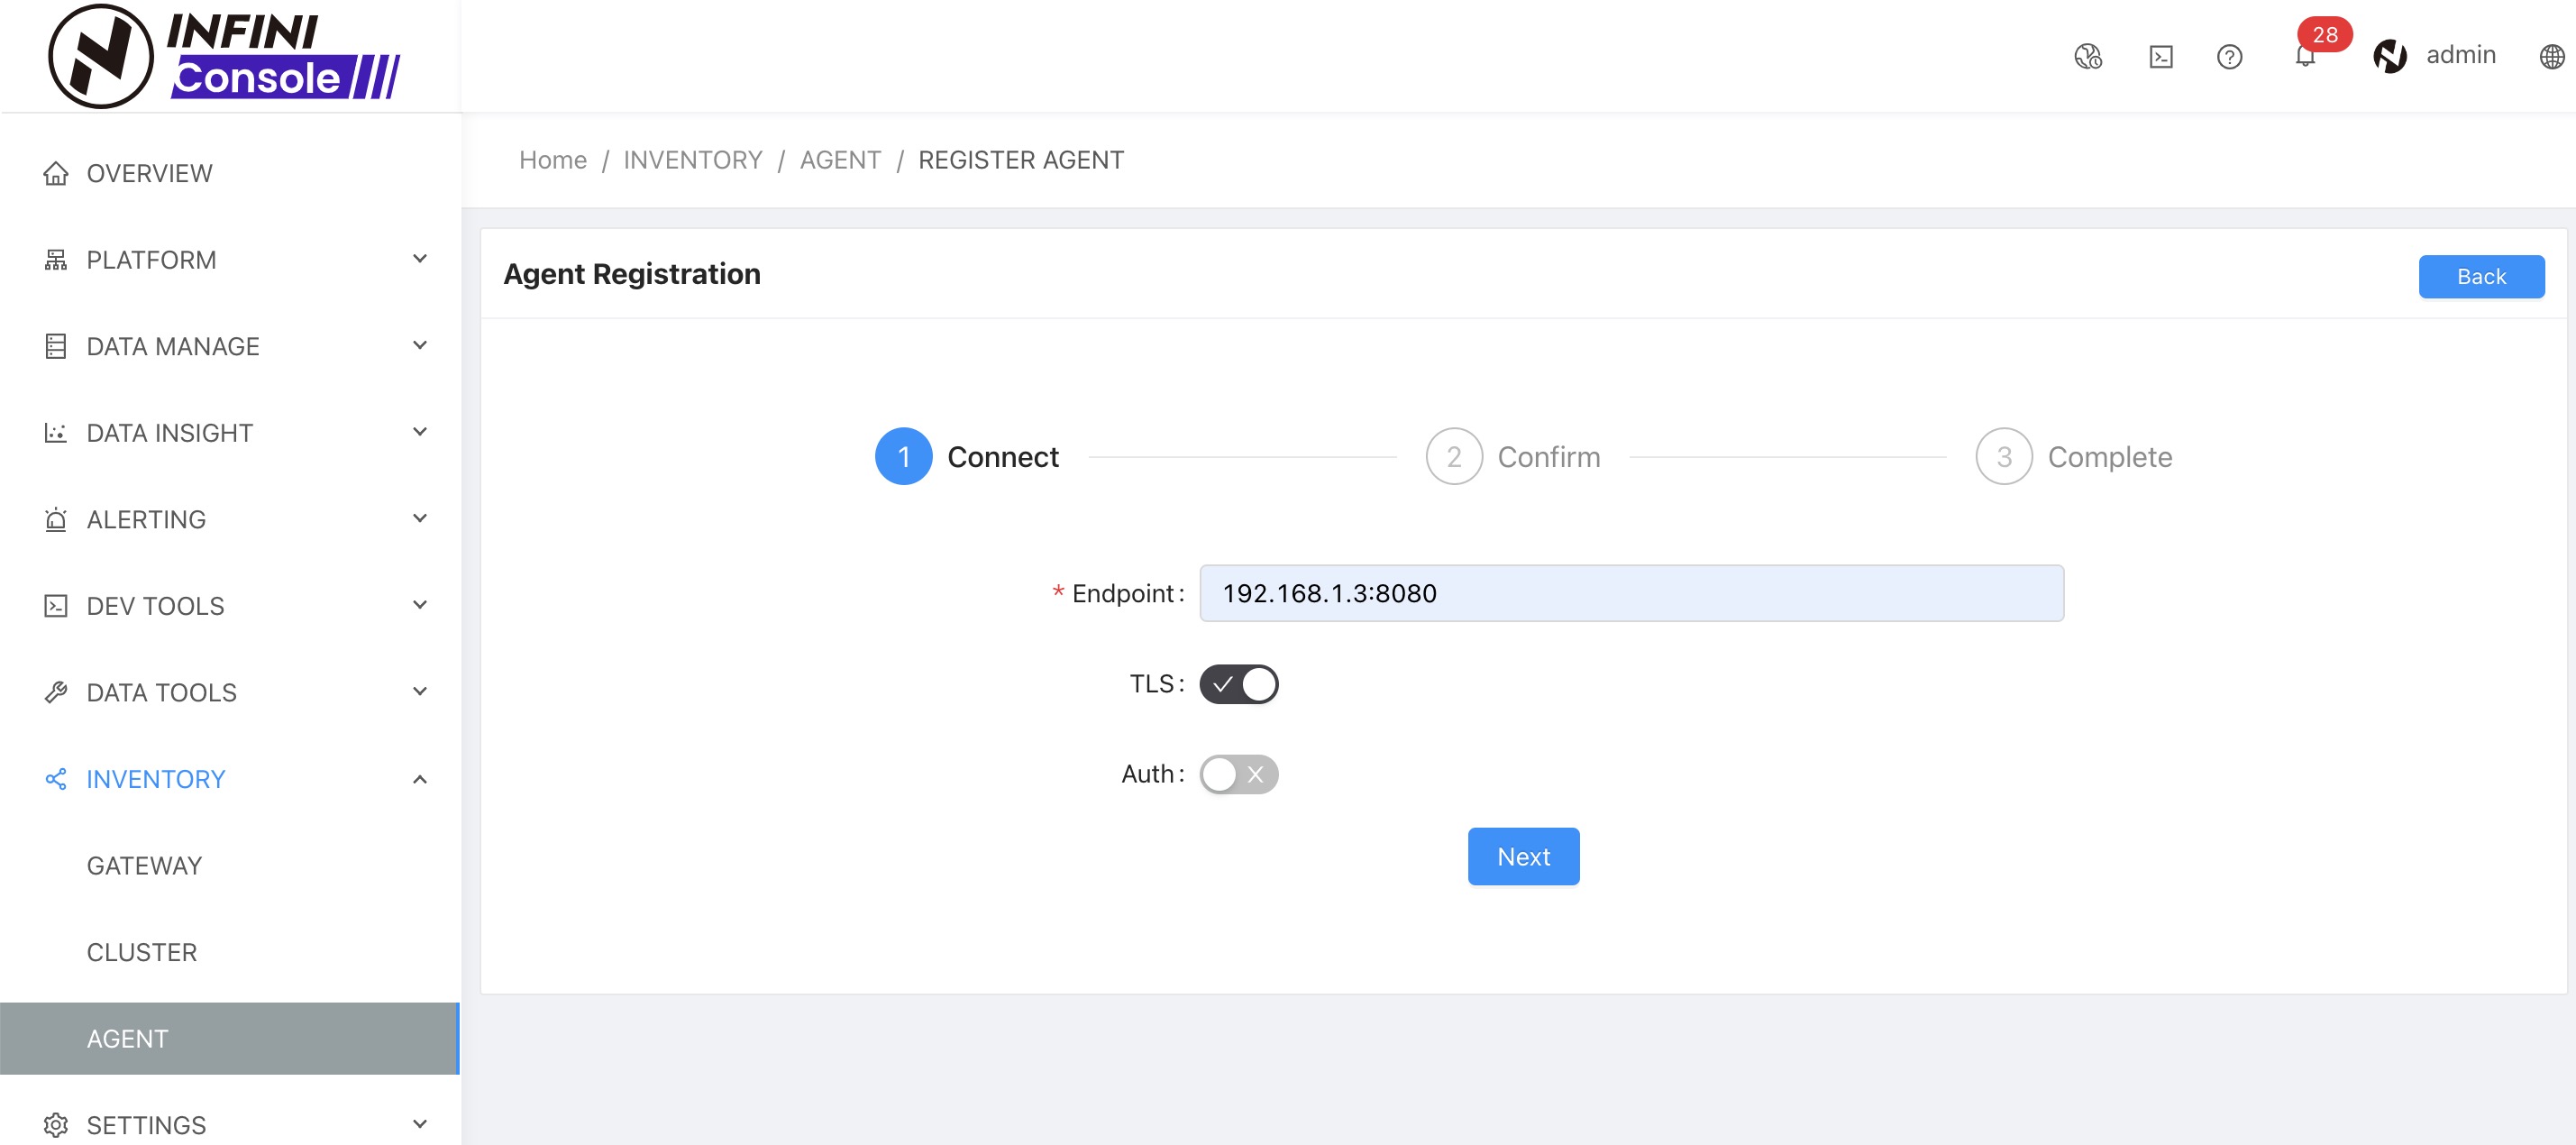 INFINI
Console
28
admin
Home / INVENTORY / AGENT / REGISTER AGENT
OVERVIEW
PLATFORM
DATA MANAGE
DATA INSIGHT
ALERTING
DEV TOOLS
DATA TOOLS
INVENTORY
GATEWAY
CLUSTER
AGENT
SETTINGS
Agent Registration
Back
1 Connect
2 Confirm
3 Complete
* Endpoint: 192.168.1.3:8080
TLS:
Auth:
Next